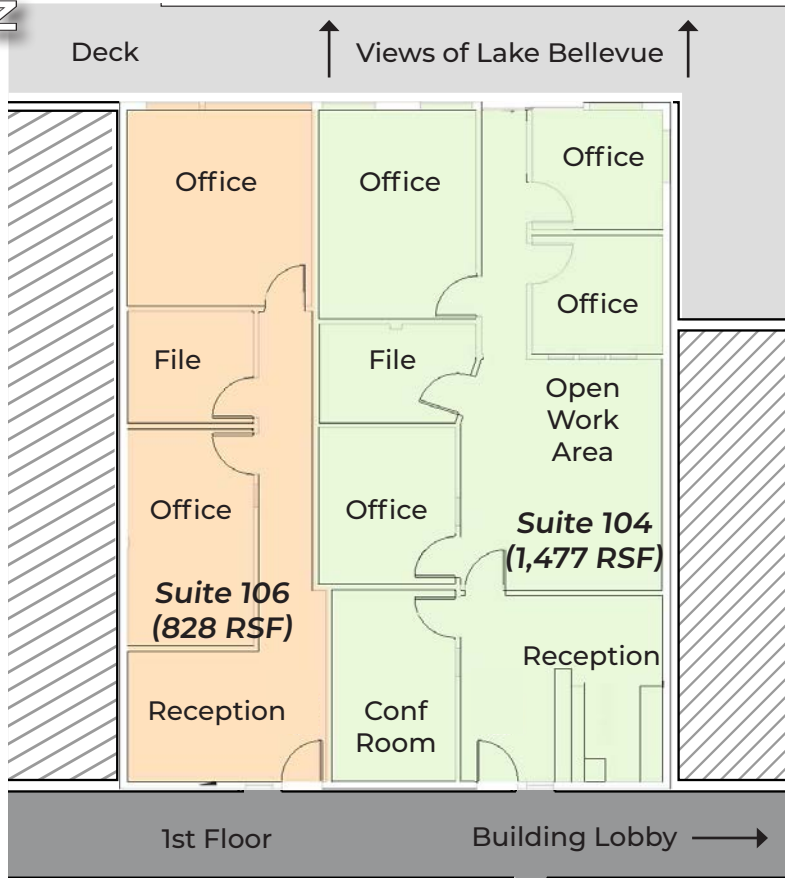 Deck
Views of Lake Bellevue
Office
Office
Office
Office
File
File
Open
Work
Area
Office
Office
Suite 104
(1,477 RSF)
Suite 106
(828 RSF)
Reception
Reception
Conf
Room
1st Floor
Building Lobby